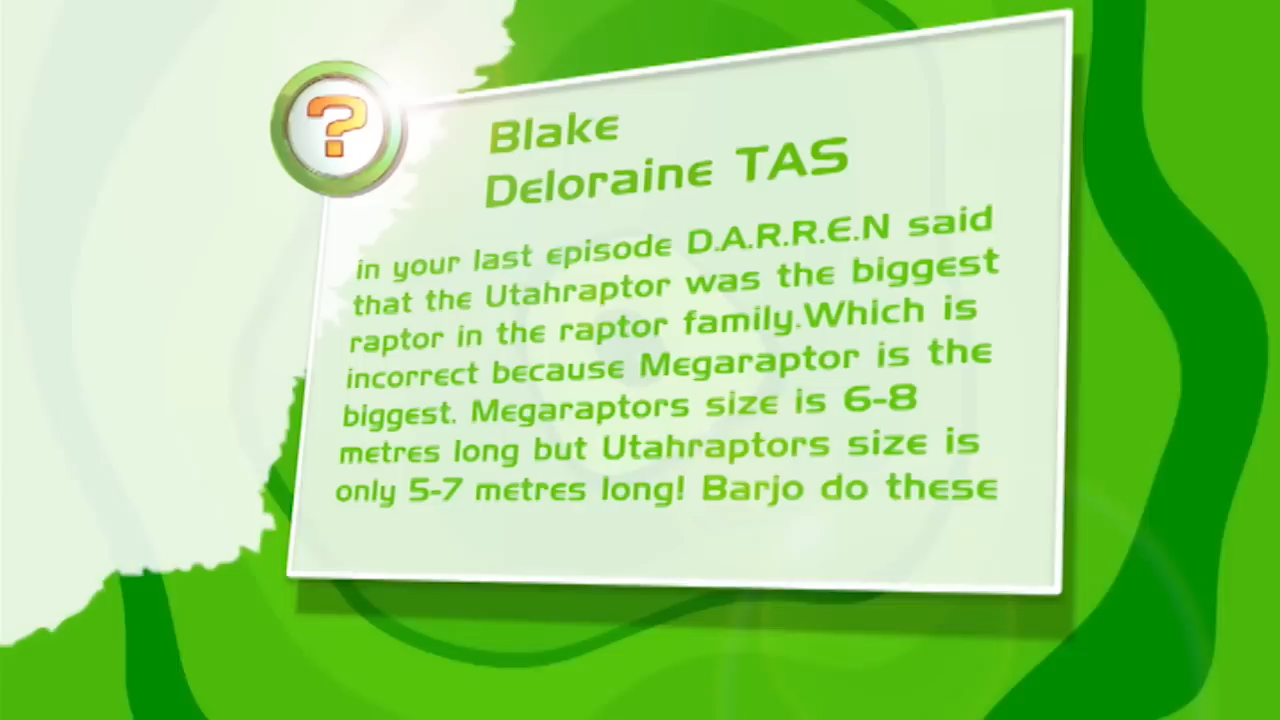 ?
Blake
Deloraine TAS
in your last episode D.A.R.R.E.N said
that the Utahraptor was the biggest
raptor in the raptor family.Which is
incorrect because Megaraptor is the
biggest. Megaraptors size is 6-8
metres long but Utahraptors size is
only 5-7 metres long! Barjo do these